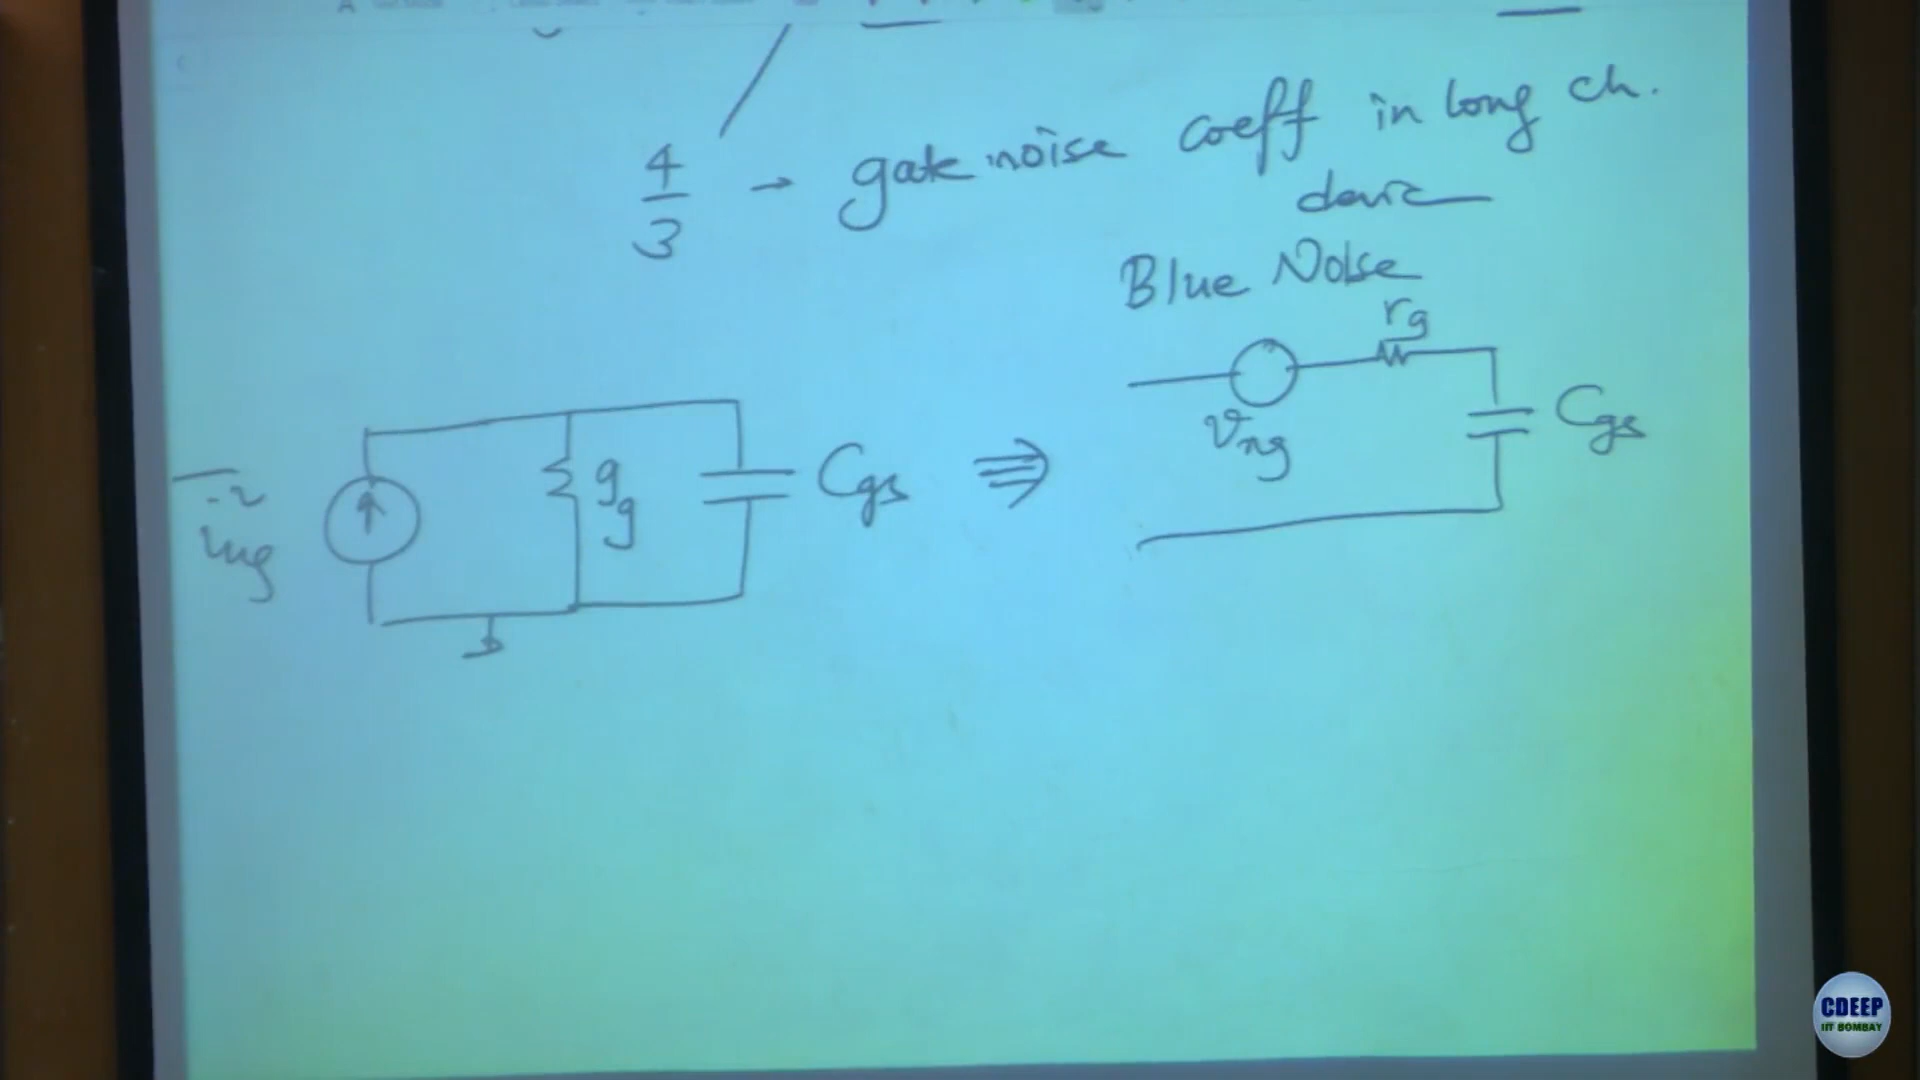 4/3 → gate noise coeff in long ch.
device
Blue Noise
rg
vng
Cgs
i²ng
gg
Cgs
⇒
CDEEP
IIT BOMBAY